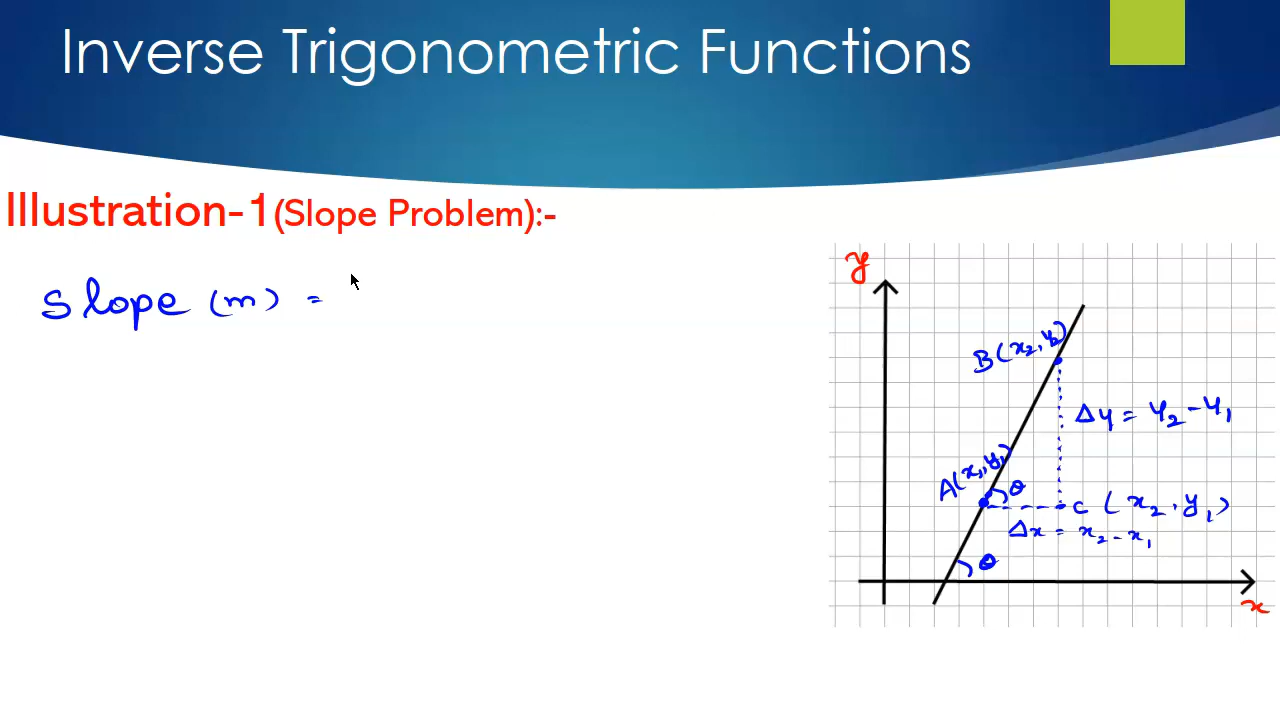 Inverse Trigonometric Functions
Illustration-1(Slope Problem):-
Slope (m) =
y
B(x₂, y₂)
Δy = y₂ - y₁
A(x₁, y₁)
θ
C (x₂, y₁)
Δx = x₂ - x₁
θ
x